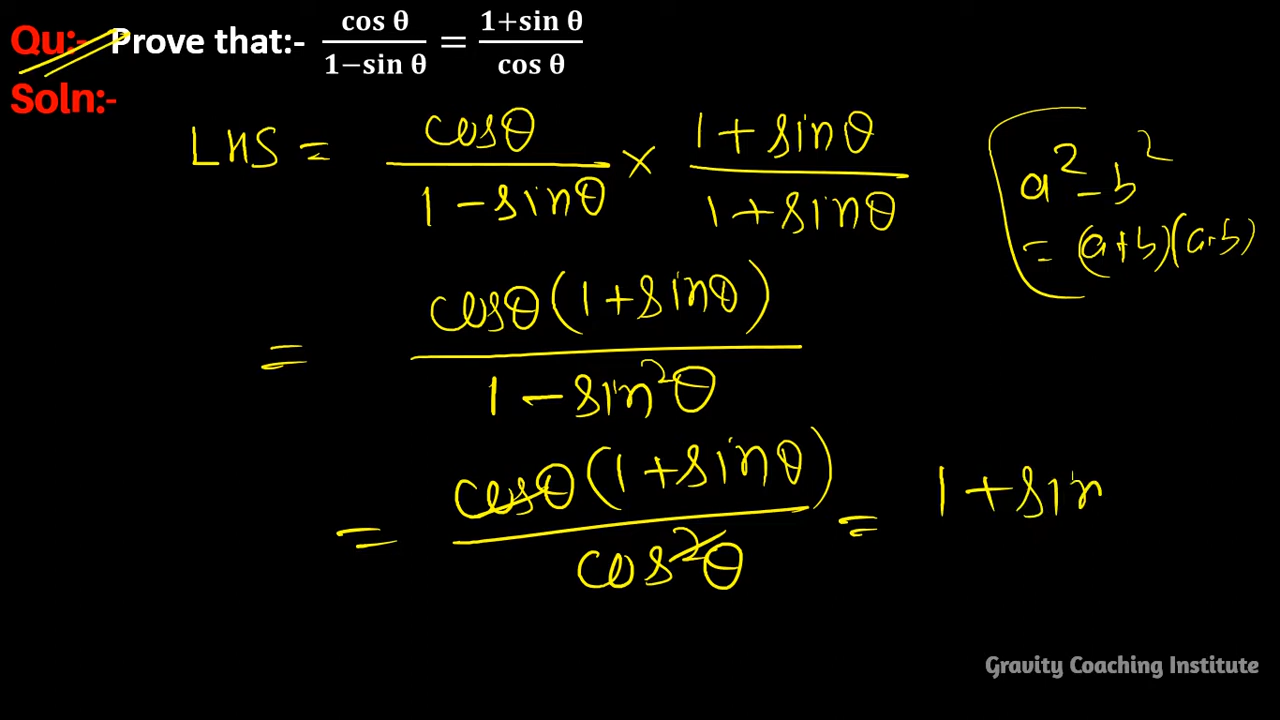 Qu:- Prove that:- cos θ / 1−sin θ = 1+sin θ / cos θ
Soln:-
LHS = cosθ / 1 − sinθ × 1 + sinθ / 1 + sinθ
a² − b²
= (a+b)(a-b)
= cosθ(1 + sinθ) / 1 − sin²θ
= cosθ(1 + sinθ) / cos²θ = 1 + sin
Gravity Coaching Institute